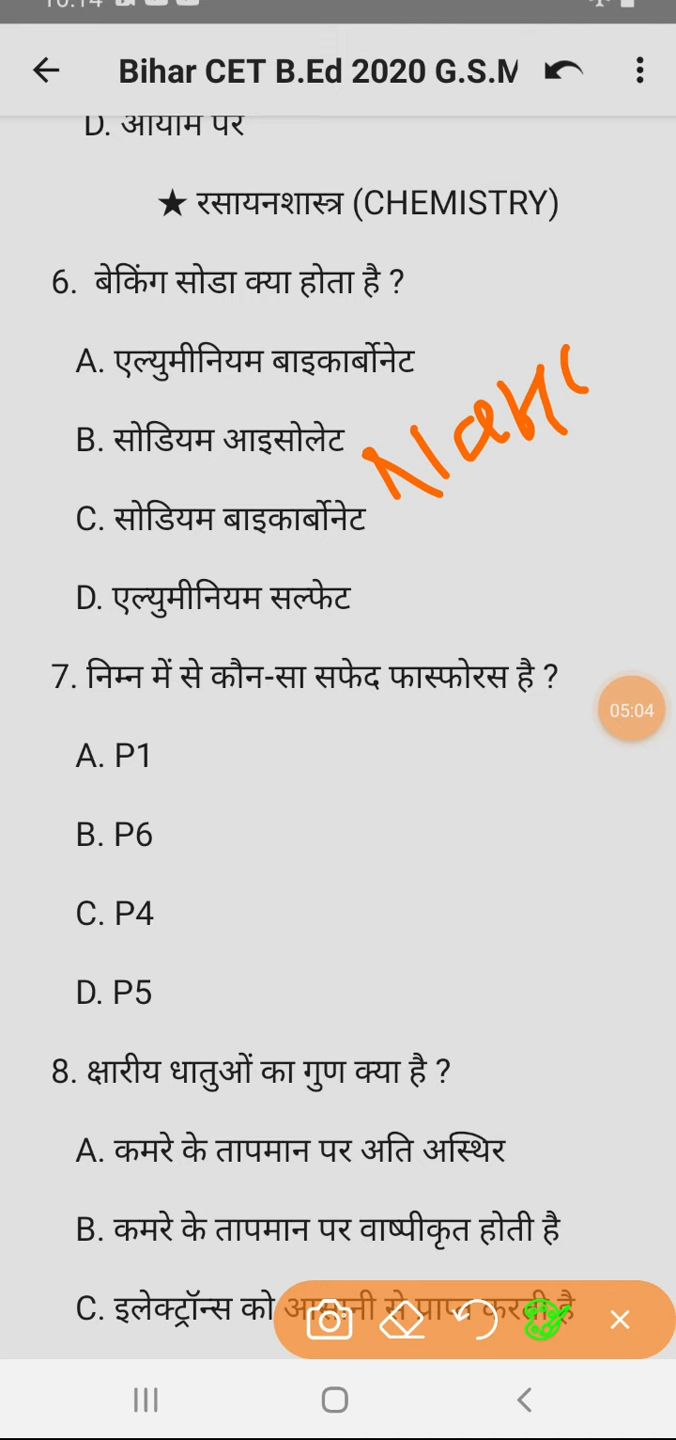 Bihar CET B.Ed 2020 G.S.M
D. आयाम पर
★ रसायनशास्त्र (CHEMISTRY)
6. बेकिंग सोडा क्या होता है ?
A. एल्युमीनियम बाइकार्बोनेट
B. सोडियम आइसोलेट
C. सोडियम बाइकार्बोनेट
D. एल्युमीनियम सल्फेट
7. निम्न में से कौन-सा सफेद फास्फोरस है ?
05:04
A. P1
B. P6
C. P4
D. P5
8. क्षारीय धातुओं का गुण क्या है ?
A. कमरे के तापमान पर अति अस्थिर
B. कमरे के तापमान पर वाष्पीकृत होती है
C. इलेक्ट्रॉन्स को आसानी से प्राप्त करती है